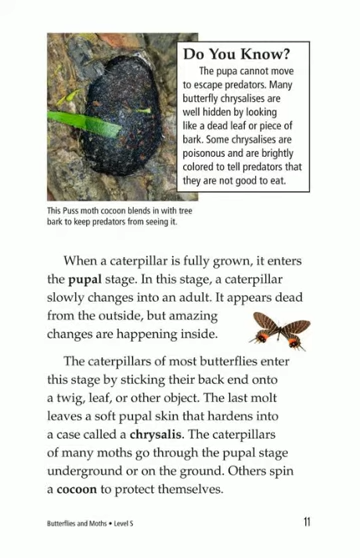 Do You Know?
The pupa cannot move
to escape predators. Many
butterfly chrysalises are
well hidden by looking
like a dead leaf or piece of
bark. Some chrysalises are
poisonous and are brightly
colored to tell predators that
they are not good to eat.
This Puss moth cocoon blends in with tree
bark to keep predators from seeing it.
When a caterpillar is fully grown, it enters
the pupal stage. In this stage, a caterpillar
slowly changes into an adult. It appears dead
from the outside, but amazing
changes are happening inside.
The caterpillars of most butterflies enter
this stage by sticking their back end onto
a twig, leaf, or other object. The last molt
leaves a soft pupal skin that hardens into
a case called a chrysalis. The caterpillars
of many moths go through the pupal stage
underground or on the ground. Others spin
a cocoon to protect themselves.
Butterflies and Moths • Level S
11